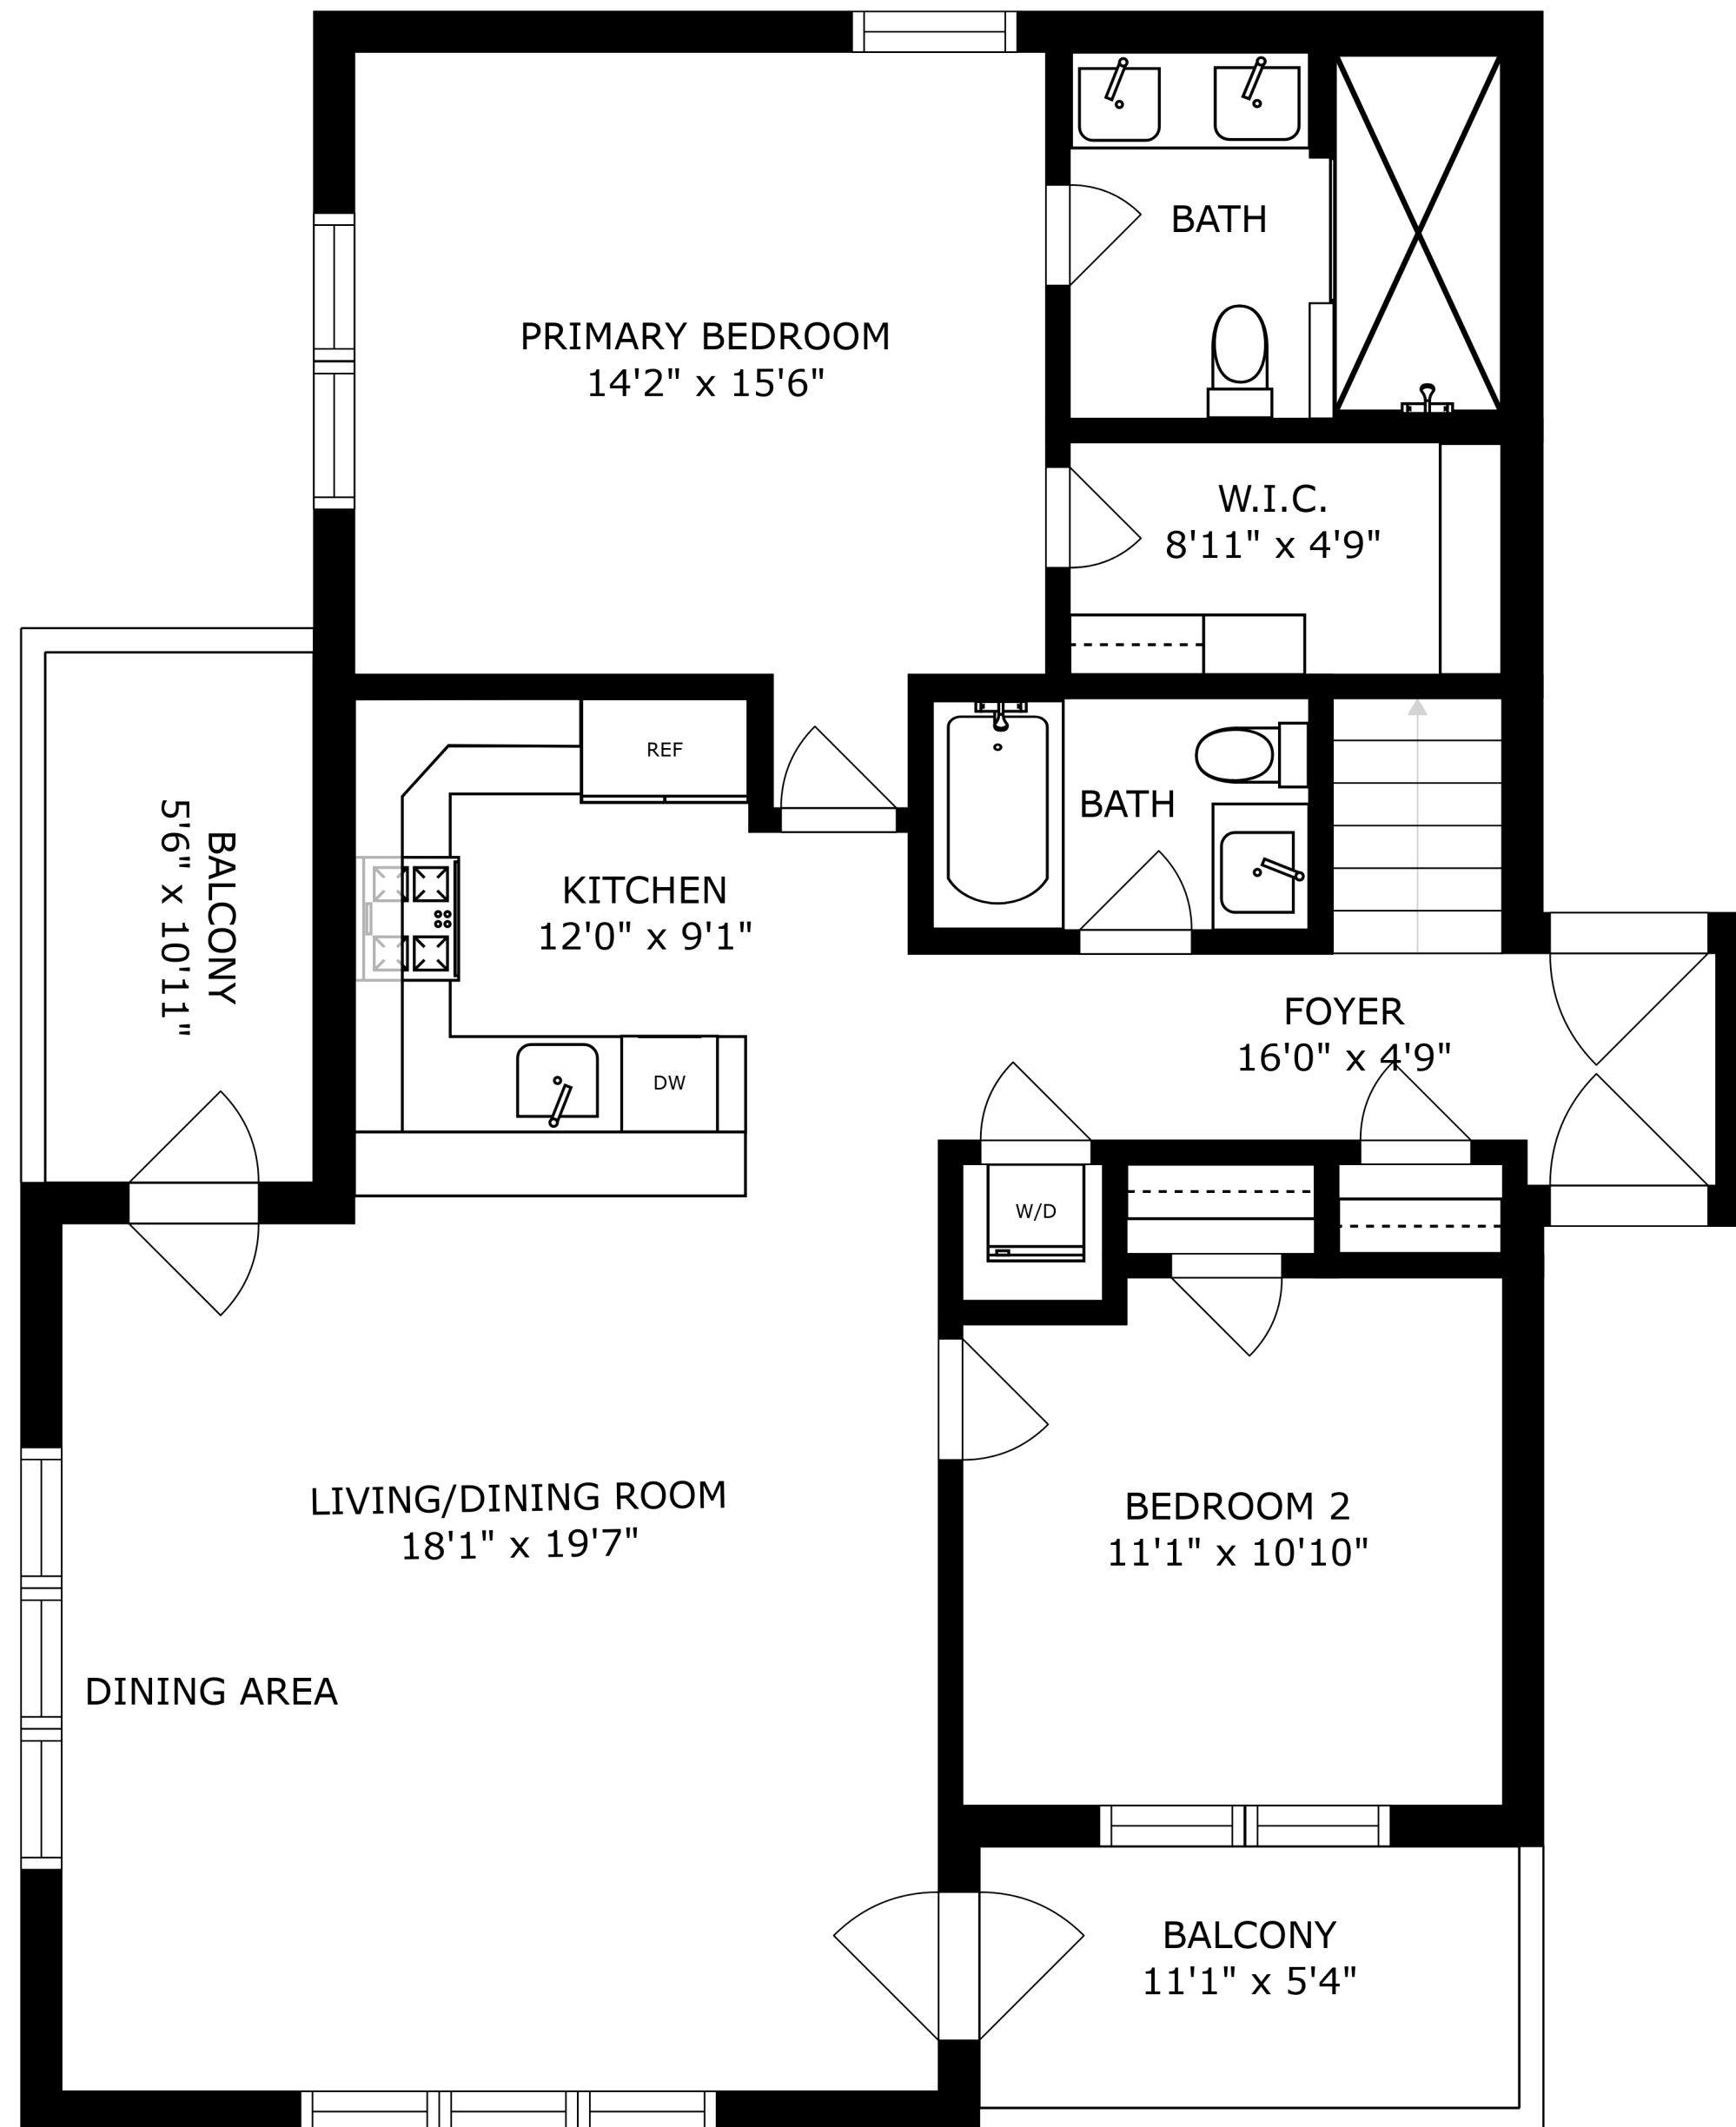 BATH
PRIMARY BEDROOM
14'2" x 15'6"
W.I.C.
8'11" x 4'9"
REF
BATH
BALCONY
5'6" x 10'11"
KITCHEN
12'0" x 9'1"
FOYER
16'0" x 4'9"
DW
W/D
LIVING/DINING ROOM
18'1" x 19'7"
BEDROOM 2
11'1" x 10'10"
DINING AREA
BALCONY
11'1" x 5'4"